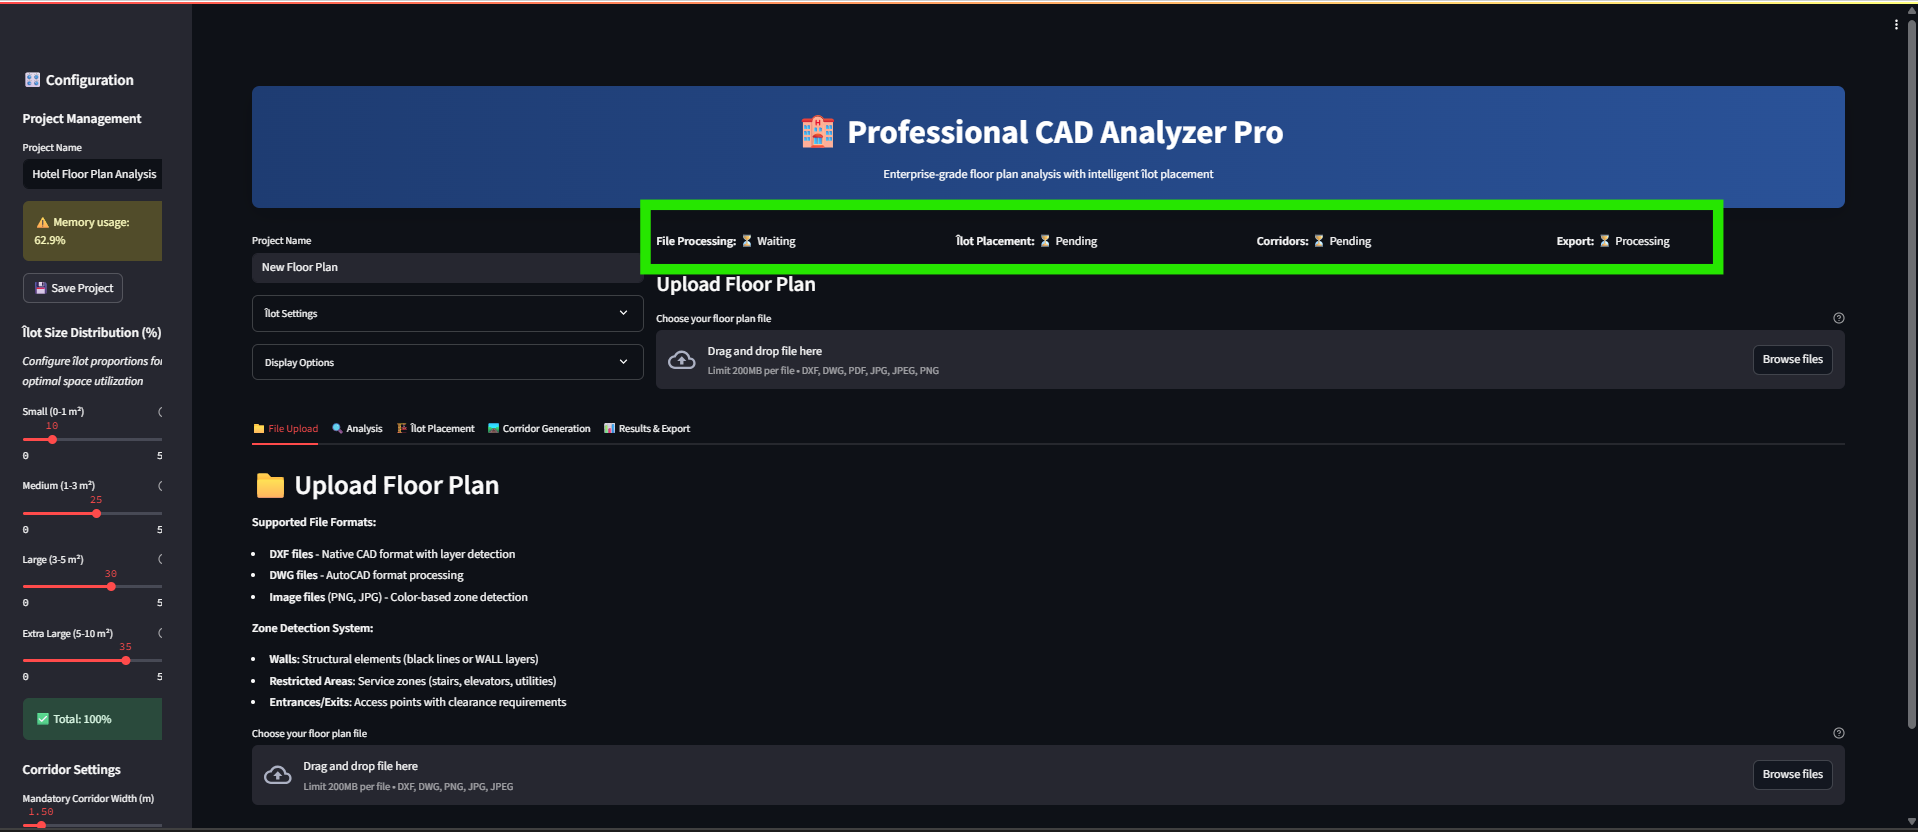 Configuration
Project Management
Project Name
Hotel Floor Plan Analysis
Memory usage:
62.9%
Save Project
Îlot Size Distribution (%)
Configure îlot proportions for
optimal space utilization
Small (0-1 m²)
10
0 5
Medium (1-3 m²)
25
0 5
Large (3-5 m²)
30
0 5
Extra Large (5-10 m²)
35
0 5
Total: 100%
Corridor Settings
Mandatory Corridor Width (m)
1.50
Professional CAD Analyzer Pro
Enterprise-grade floor plan analysis with intelligent îlot placement
Project Name
New Floor Plan
Îlot Settings
Display Options
File Processing: ⏳ Waiting
Îlot Placement: ⏳ Pending
Corridors: ⏳ Pending
Export: ⏳ Processing
Upload Floor Plan
Choose your floor plan file
Drag and drop file here
Limit 200MB per file • DXF, DWG, PDF, JPG, JPEG, PNG
Browse files
File Upload Analysis Îlot Placement Corridor Generation Results & Export
Upload Floor Plan
Supported File Formats:
• DXF files - Native CAD format with layer detection
• DWG files - AutoCAD format processing
• Image files (PNG, JPG) - Color-based zone detection
Zone Detection System:
• Walls: Structural elements (black lines or WALL layers)
• Restricted Areas: Service zones (stairs, elevators, utilities)
• Entrances/Exits: Access points with clearance requirements
Choose your floor plan file
Drag and drop file here
Limit 200MB per file • DXF, DWG, PNG, JPG, JPEG
Browse files